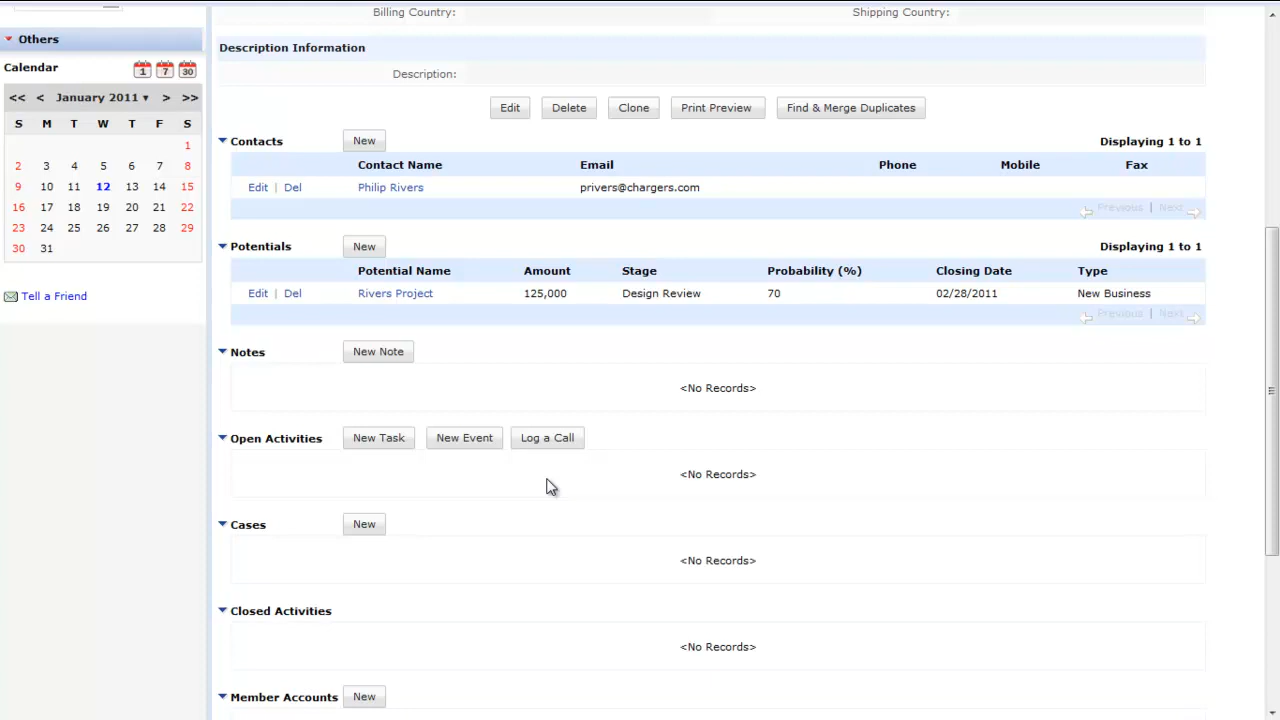 Billing Country: Shipping Country:
Others
Description Information
Calendar 1 7 30
Description:
<< < January 2011 ▾ > >>
Edit Delete Clone Print Preview Find & Merge Duplicates
S M T W T F S
1
2 3 4 5 6 7 8
9 10 11 12 13 14 15
16 17 18 19 20 21 22
23 24 25 26 27 28 29
30 31
Tell a Friend
Contacts New Displaying 1 to 1
Contact Name Email Phone Mobile Fax
Edit | Del Philip Rivers privers@chargers.com
Previous | Next
Potentials New Displaying 1 to 1
Potential Name Amount Stage Probability (%) Closing Date Type
Edit | Del Rivers Project 125,000 Design Review 70 02/28/2011 New Business
Previous | Next
Notes New Note
<No Records>
Open Activities New Task New Event Log a Call
<No Records>
Cases New
<No Records>
Closed Activities
<No Records>
Member Accounts New